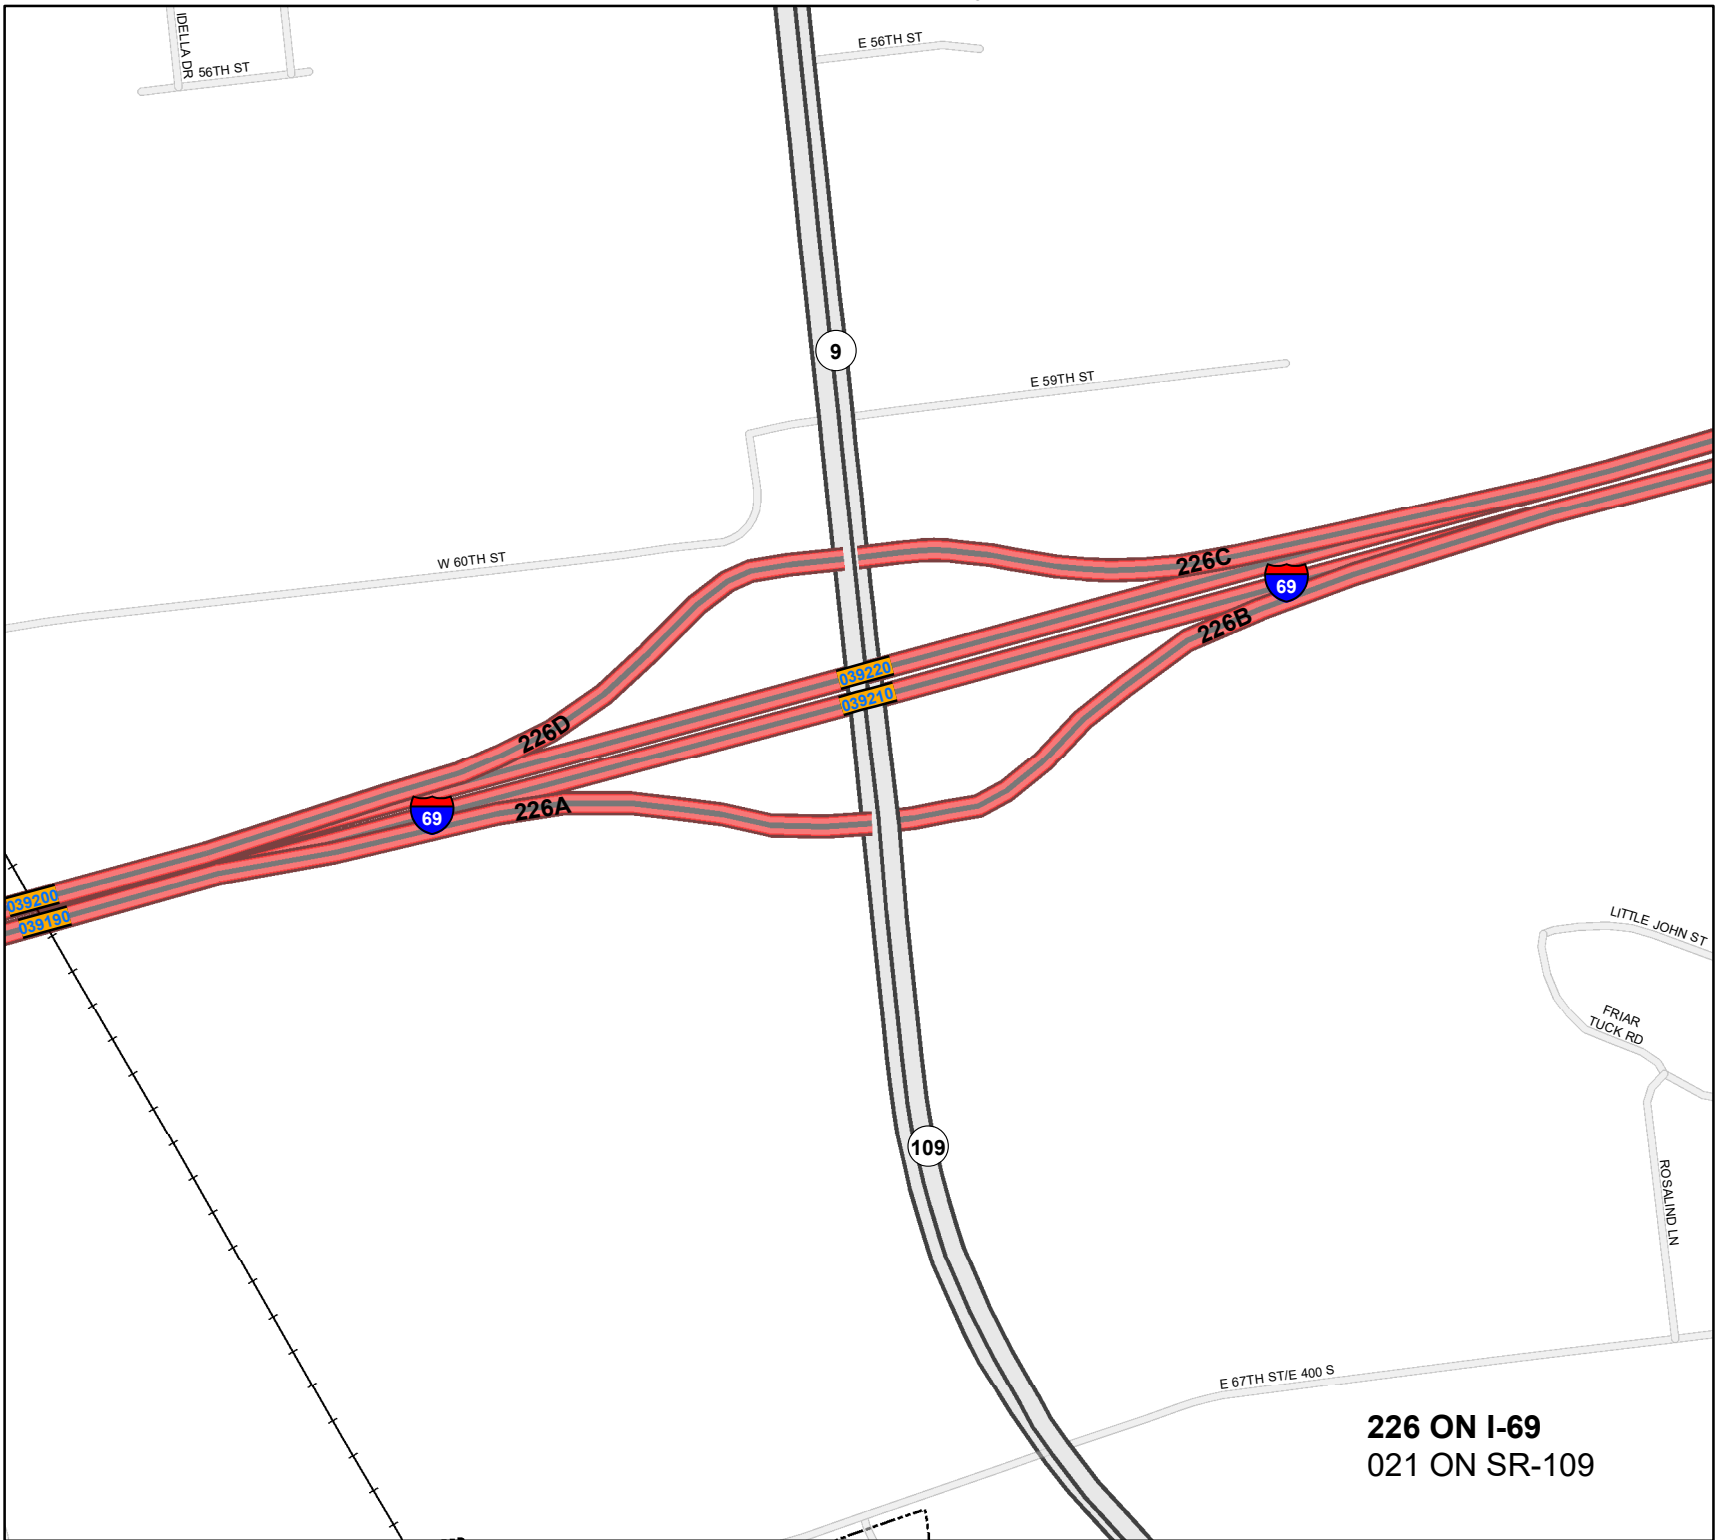 IDELLA DR
56TH ST
E 56TH ST
9
E 59TH ST
W 60TH ST
226C
69
226B
039220
039210
226D
226A
69
039200
039190
LITTLE JOHN ST
FRIAR
TUCK RD
109
ROSALIND LN
E 67TH ST/E 400 S
226 ON I-69
021 ON SR-109